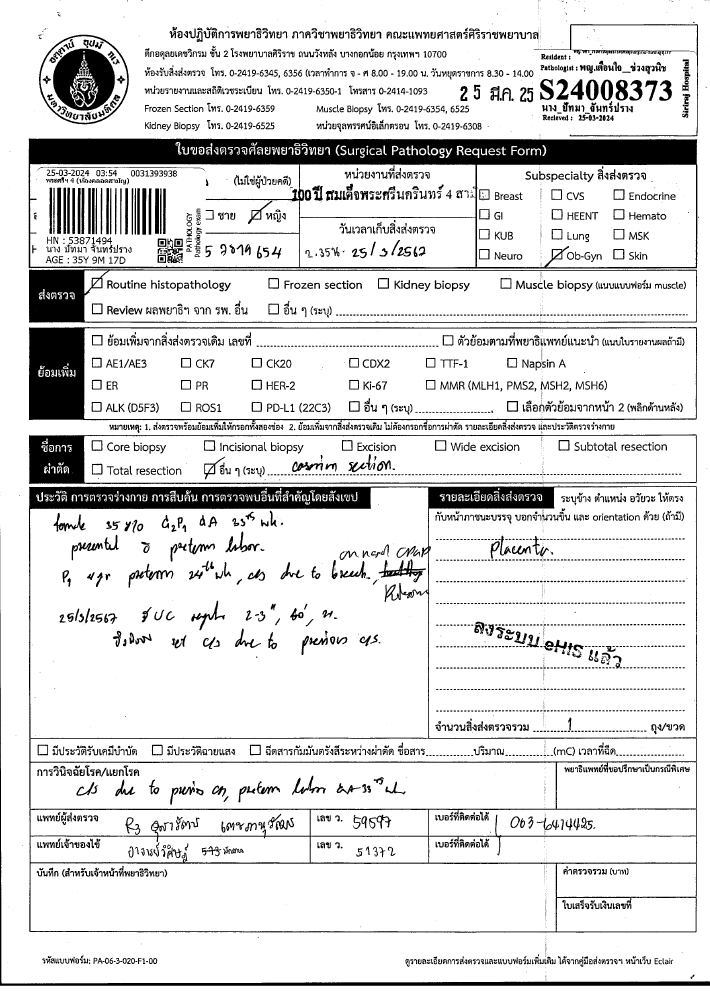 ห้องปฏิบัติการพยาธิวิทยา ภาควิชาพยาธิวิทยา คณะแพทยศาสตร์ศิริราชพยาบาล
ตึกอดุลยเดชวิกรม ชั้น 2 โรงพยาบาลศิริราช ถนนวังหลัง บางกอกน้อย กรุงเทพฯ 10700
ห้องรับสิ่งส่งตรวจ โทร. 0-2419-6345, 6356 (เวลาทำการ จ - ศ 8.00 - 19.00 น. วันหยุดราชการ 8.30 - 14.00
หน่วยรายงานผลและสถิติเวชระเบียน โทร. 0-2419-6350-1 โทรสาร 0-2414-1093
Frozen Section โทร. 0-2419-6359 Muscle Biopsy โทร. 0-2419-6354, 6525
Kidney Biopsy โทร. 0-2419-6525 หน่วยจุลทรรศน์อิเล็กตรอน โทร. 0-2419-6308
25 มี.ค. 25
Resident :
Pathologist : พญ.เสื่อนใจ ช่วงสุวนิช
S24008373
นาง ปัทมา จันทร์ปราง
Recieved : 25-03-2024
Siriraj Hospital
ใบขอส่งตรวจศัลยพยาธิวิทยา (Surgical Pathology Request Form)
25-03-2024 03:54 0031393938
HN : 53871494
นาง ปัทมา จันทร์ปราง
AGE : 35Y 9M 17D
PATHOLOGY
(ไม่ใช่ผู้ป่วยคดี)
ชาย หญิง
หน่วยงานที่ส่งตรวจ
100 ปี สมเด็จพระศรีนครินทร์ 4 สามั
วันเวลาเก็บสิ่งส่งตรวจ
25/3/2567
Subspecialty สิ่งส่งตรวจ
Breast CVS Endocrine
GI HEENT Hemato
KUB Lung MSK
Neuro Ob-Gyn Skin
ส่งตรวจ
Routine histopathology Frozen section Kidney biopsy Muscle biopsy (แนบแบบฟอร์ม muscle)
Review ผลพยาธิฯ จาก รพ. อื่น อื่น ๆ (ระบุ)
ย้อมเพิ่ม
ย้อมเพิ่มจากสิ่งส่งตรวจเดิม เลขที่ ตัวย้อมตามที่พยาธิแพทย์แนะนำ (แนบใบรายงานผลถ้ามี)
AE1/AE3 CK7 CK20 CDX2 TTF-1 Napsin A
ER PR HER-2 Ki-67 MMR (MLH1, PMS2, MSH2, MSH6)
ALK (D5F3) ROS1 PD-L1 (22C3) อื่น ๆ (ระบุ) เลือกตัวย้อมจากหน้า 2 (พลิกด้านหลัง)
หมายเหตุ: 1. ส่งตรวจพร้อมย้อมเพิ่มให้กรอกทั้งสองช่อง 2. ย้อมเพิ่มจากสิ่งส่งตรวจเดิม ไม่ต้องกรอกชื่อการผ่าตัด รายละเอียดสิ่งส่งตรวจ และประวัติตรวจร่างกาย
ชื่อการผ่าตัด
Core biopsy Incisional biopsy Excision Wide excision Subtotal resection
Total resection อื่น ๆ (ระบุ) section
ประวัติ การตรวจร่างกาย การสืบค้น การตรวจพบอื่นที่สำคัญโดยสังเขป
female 35 G2P1 GA 33 wk.
preterm labor.
P1 preterm 24th wk, c/s due to breech
25/3/2567 UC 2-3", 60'
set c/s due to previous c/s.
รายละเอียดสิ่งส่งตรวจ ระบุข้าง ตำแหน่ง อวัยวะ ให้ตรง
กับหน้าภาชนะบรรจุ บอกจำนวนชิ้น และ orientation ด้วย (ถ้ามี)
Placenta.
ลงระบบ eHIS แล้ว
จำนวนสิ่งส่งตรวจรวม 1 ถุง/ขวด
มีประวัติรับเคมีบำบัด มีประวัติฉายแสง ฉีดสารกัมมันตรังสีระหว่างผ่าตัด ชื่อสาร ปริมาณ (mC) เวลาที่ฉีด
การวินิจฉัยโรค/แยกโรค
c/s due to previous c/s, preterm labor GA 33 wk
พยาธิแพทย์ที่ขอปรึกษาเป็นกรณีพิเศษ
แพทย์ผู้ส่งตรวจ R3 เลข ว. 59597 เบอร์ที่ติดต่อได้ 063-6414425
แพทย์เจ้าของไข้ เลข ว. 51372 เบอร์ที่ติดต่อได้
บันทึก (สำหรับเจ้าหน้าที่พยาธิวิทยา)
ค่าตรวจรวม (บาท)
ใบเสร็จรับเงินเลขที่
รหัสแบบฟอร์ม: PA-06-3-020-F1-00 ดูรายละเอียดการส่งตรวจและแบบฟอร์มเพิ่มเติม ได้จากคู่มือส่งตรวจฯ หน้าเว็บ Eclair